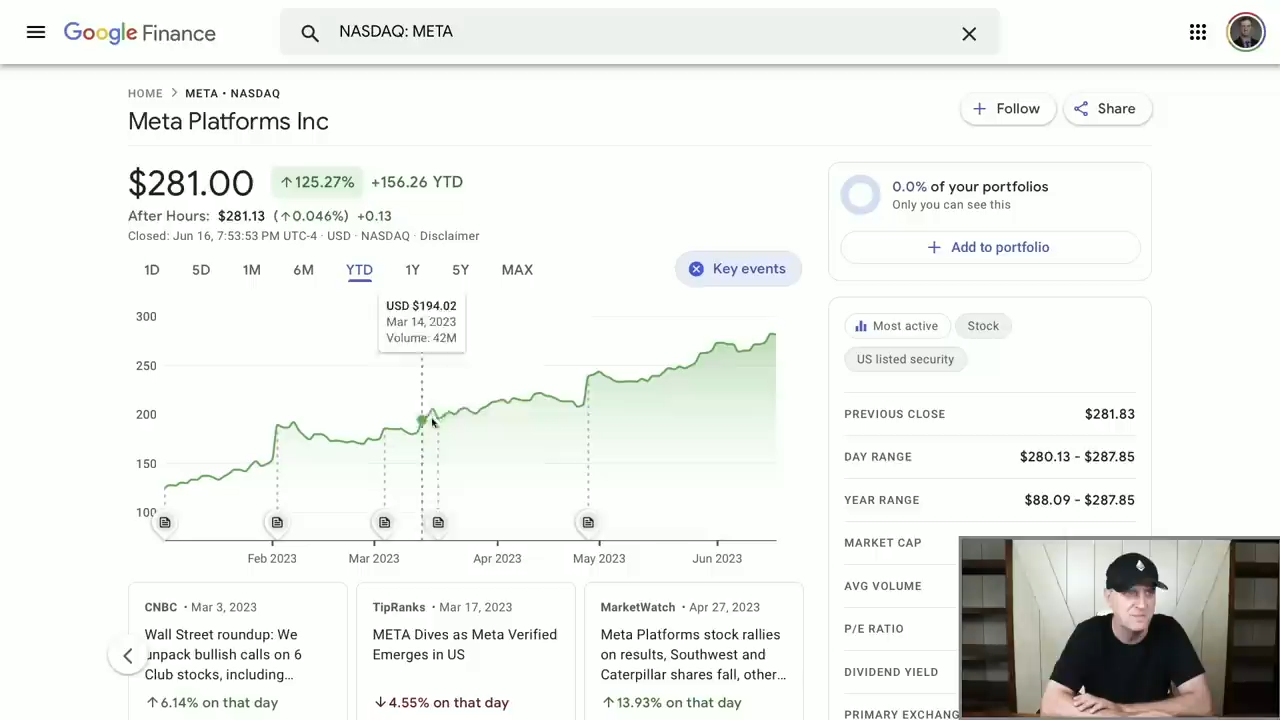 Google Finance
NASDAQ: META
HOME > META • NASDAQ
Meta Platforms Inc
Follow
Share
$281.00 ↑125.27% +156.26 YTD
After Hours: $281.13 (↑0.046%) +0.13
Closed: Jun 16, 7:53:53 PM UTC-4 · USD · NASDAQ · Disclaimer
1D 5D 1M 6M YTD 1Y 5Y MAX
Key events
USD $194.02
Mar 14, 2023
Volume: 42M
300
250
200
150
100
Feb 2023 Mar 2023 Apr 2023 May 2023 Jun 2023
CNBC • Mar 3, 2023
Wall Street roundup: We
unpack bullish calls on 6
Club stocks, including...
↑6.14% on that day
TipRanks • Mar 17, 2023
META Dives as Meta Verified
Emerges in US
↓4.55% on that day
MarketWatch • Apr 27, 2023
Meta Platforms stock rallies
on results, Southwest and
Caterpillar shares fall, other...
↑13.93% on that day
0.0% of your portfolios
Only you can see this
+ Add to portfolio
Most active
Stock
US listed security
PREVIOUS CLOSE $281.83
DAY RANGE $280.13 - $287.85
YEAR RANGE $88.09 - $287.85
MARKET CAP
AVG VOLUME
P/E RATIO
DIVIDEND YIELD
PRIMARY EXCHANG